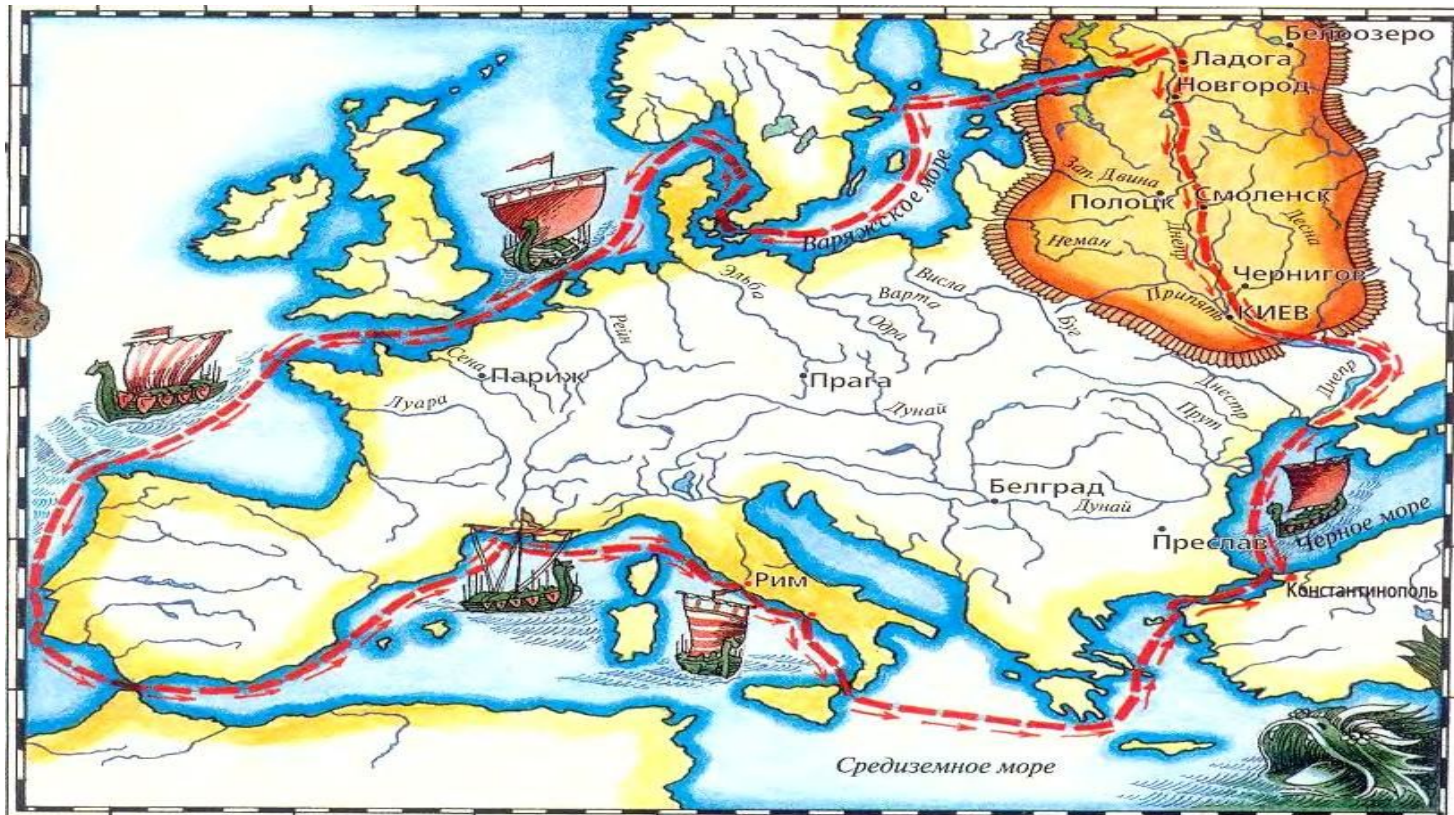 Белоозеро
Ладога
Новгород
Зап. Двина
Полоцк
Смоленск
Варяжское море
Неман
Днепр
Десна
Чернигов
Припять
КИЕВ
Эльба
Висла
Варта
Одра
Буг
Рейн
Сена
Париж
Прага
Луара
Дунай
Днестр
Прут
Днепр
Белград
Дунай
Преслав
Черное море
Рим
Константинополь
Средиземное море